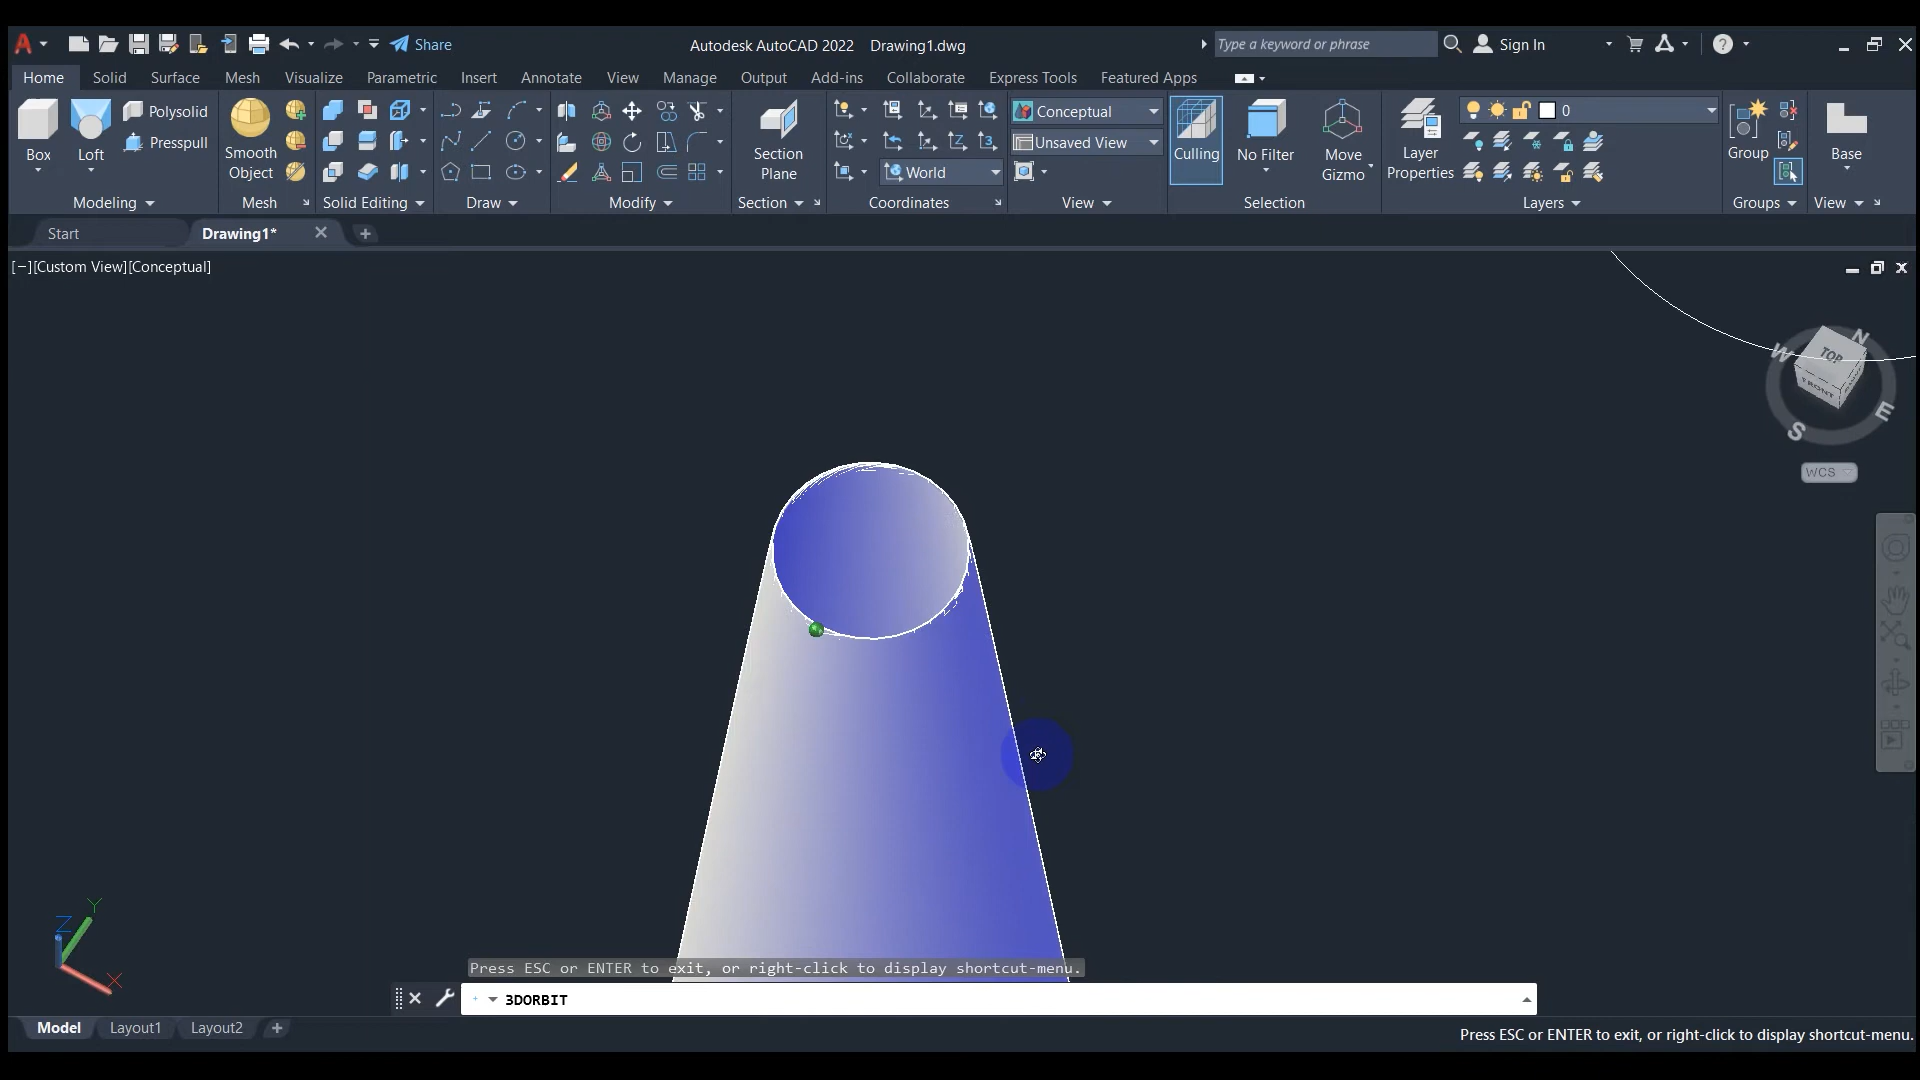 A Share Autodesk AutoCAD 2022 Drawing1.dwg Type a keyword or phrase Sign In ?
Home Solid Surface Mesh Visualize Parametric Insert Annotate View Manage Output Add-ins Collaborate Express Tools Featured Apps
Box
Loft
Polysolid
Presspull
Smooth
Object
Section
Plane
World
Conceptual
Unsaved View
Culling
No Filter
Move
Gizmo
Layer
Properties
0
Group
Base
Modeling Mesh Solid Editing Draw Modify Section Coordinates View Selection Layers Groups View
Start Drawing1* +
[−][Custom View][Conceptual]
N
W
TOP
FRONT
E
S
WCS
Y
Z
X
Press ESC or ENTER to exit, or right-click to display shortcut-menu.
3DORBIT
Model Layout1 Layout2 +
Press ESC or ENTER to exit, or right-click to display shortcut-menu.